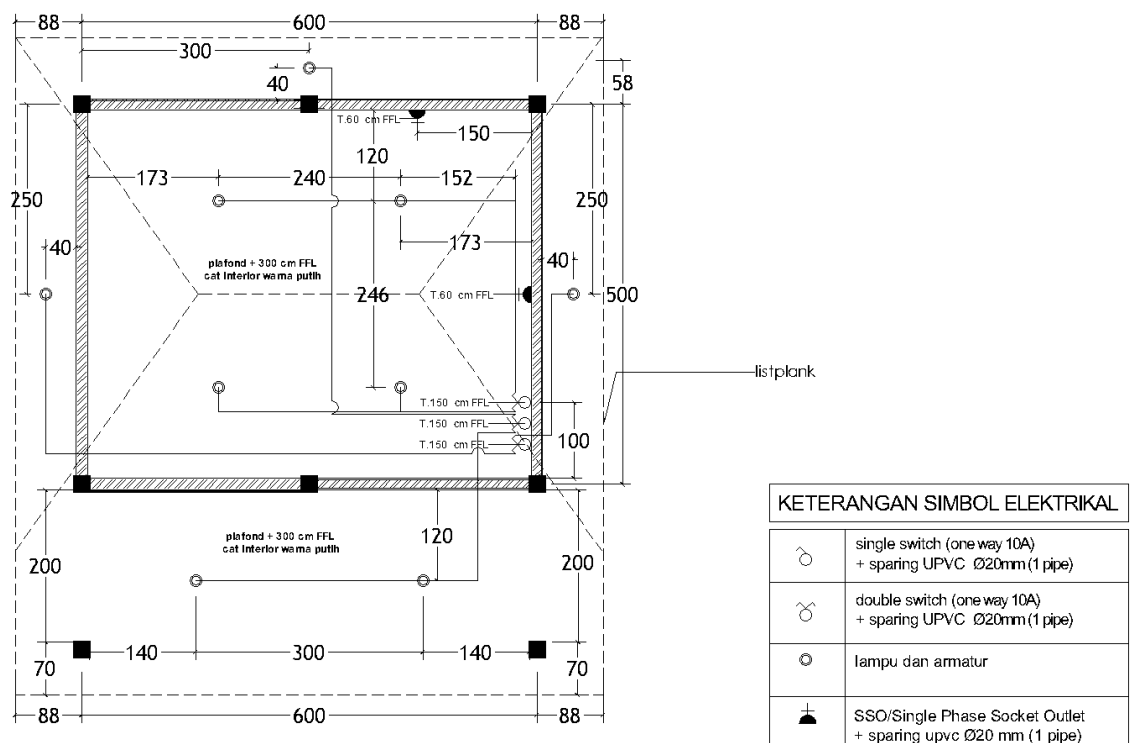 88
600
88
300
40
58
T.60 cm FFL
150
120
173
240
152
250
250
40
173
40
plafond + 300 cm FFL
cat interior warna putih
246
T.60 cm FFL
500
listplank
T.150 cm FFL
T.150 cm FFL
T.150 cm FFL
100
plafond + 300 cm FFL
cat interior warna putih
120
200
200
140
300
140
70
70
88
600
88
KETERANGAN SIMBOL ELEKTRIKAL
single switch (one way 10A)
+ sparing UPVC Ø20mm (1 pipe)
double switch (one way 10A)
+ sparing UPVC Ø20mm (1 pipe)
lampu dan armatur
SSO/Single Phase Socket Outlet
+ sparing upvc Ø20 mm (1 pipe)